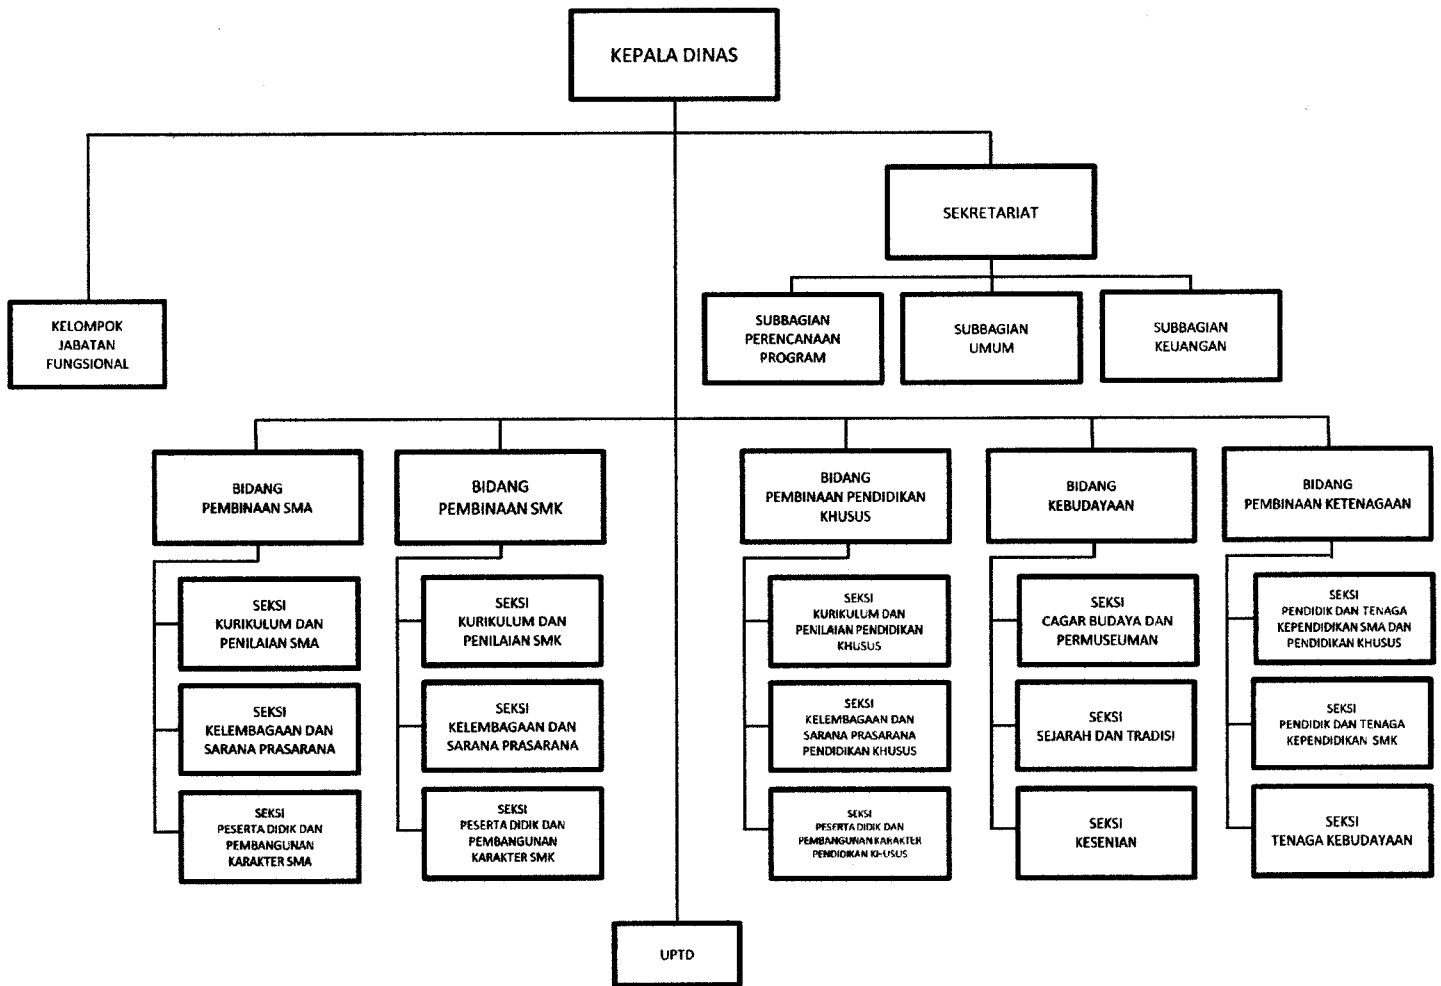 KEPALA DINAS
SEKRETARIAT
KELOMPOK
JABATAN
FUNGSIONAL
SUBBAGIAN
PERENCANAAN
PROGRAM
SUBBAGIAN
UMUM
SUBBAGIAN
KEUANGAN
BIDANG
PEMBINAAN SMA
SEKSI
KURIKULUM DAN
PENILAIAN SMA
SEKSI
KELEMBAGAAN DAN
SARANA PRASARANA
SEKSI
PESERTA DIDIK DAN
PEMBANGUNAN
KARAKTER SMA
BIDANG
PEMBINAAN SMK
SEKSI
KURIKULUM DAN
PENILAIAN SMK
SEKSI
KELEMBAGAAN DAN
SARANA PRASARANA
SEKSI
PESERTA DIDIK DAN
PEMBANGUNAN
KARAKTER SMK
BIDANG
PEMBINAAN PENDIDIKAN
KHUSUS
SEKSI
KURIKULUM DAN
PENILAIAN PENDIDIKAN
KHUSUS
SEKSI
KELEMBAGAAN DAN
SARANA PRASARANA
PENDIDIKAN KHUSUS
SEKSI
PESERTA DIDIK DAN
PEMBANGUNAN KARAKTER
PENDIDIKAN KHUSUS
BIDANG
KEBUDAYAAN
SEKSI
CAGAR BUDAYA DAN
PERMUSEUMAN
SEKSI
SEJARAH DAN TRADISI
SEKSI
KESENIAN
BIDANG
PEMBINAAN KETENAGAAN
SEKSI
PENDIDIK DAN TENAGA
KEPENDIDIKAN SMA DAN
PENDIDIKAN KHUSUS
SEKSI
PENDIDIK DAN TENAGA
KEPENDIDIKAN SMK
SEKSI
TENAGA KEBUDAYAAN
UPTD